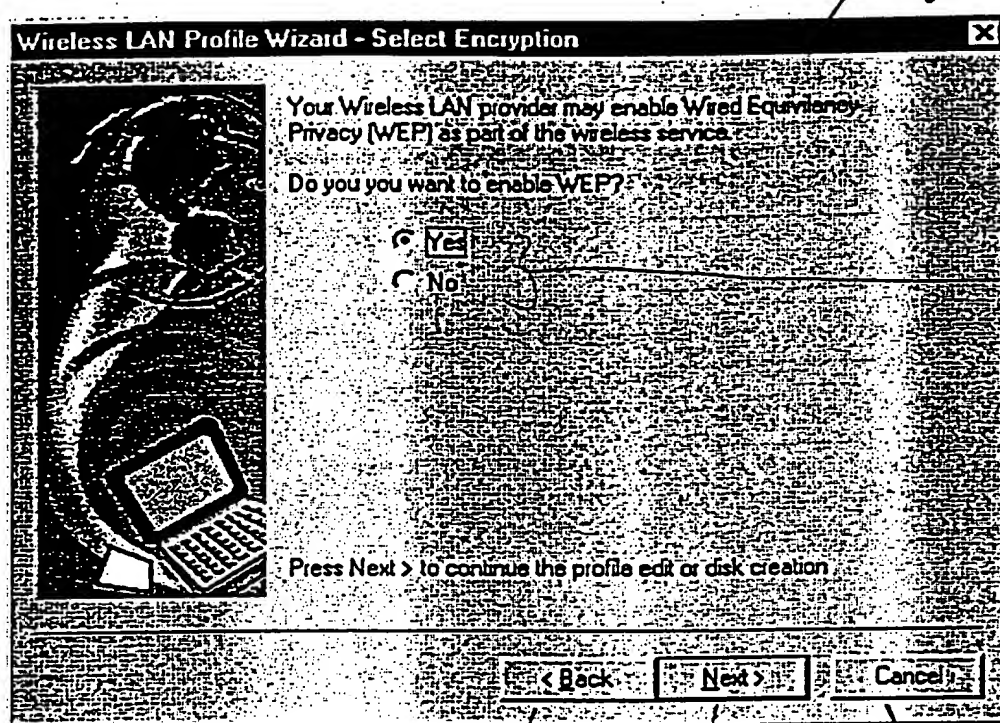 Wireless LAN Profile Wizard - Select Encryption
Your Wireless LAN provider may enable Wired Equivilency
Privacy (WEP) as part of the wireless service.
Do you you want to enable WEP?
Yes
No
Press Next > to continue the profile edit or disk creation
< Back
Next >
Cancel